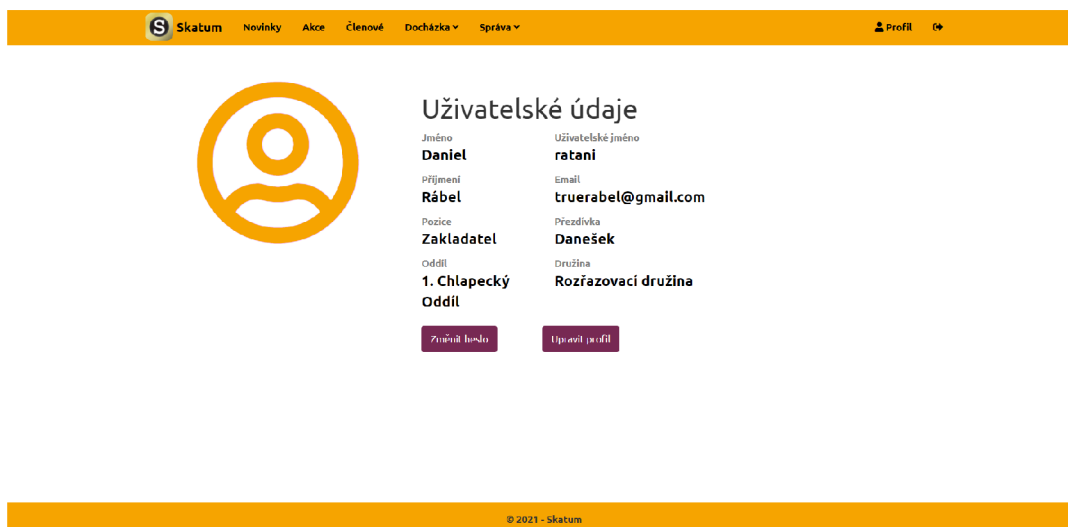 Skatum Novinky Akce Členové Docházka Správa Profil
Uživatelské údaje
Jméno Uživatelské jméno
Daniel ratani
Příjmení Email
Rábel truerabel@gmail.com
Pozice Přezdívka
Zakladatel Danešek
Oddíl Družina
1. Chlapecký Rozřazovací družina
Oddíl
Změnit heslo Upravit profil
© 2021 - Skatum